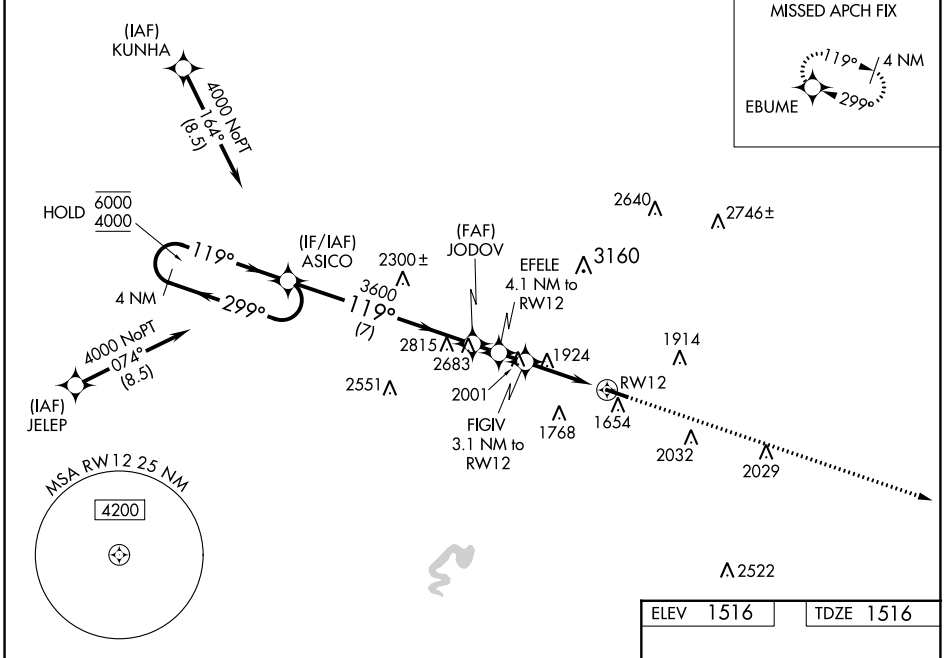 MISSED APCH FIX
119°
4 NM
EBUME
299°
(IAF)
KUNHA
4000 NoPT
164°
(8.5)
HOLD
6000
4000
119°
4 NM
299°
(IF/IAF)
ASICO
2300±
3600
119°
(7)
(FAF)
JODOV
EFELE
4.1 NM to
RW12
3160
2640
2746±
2815
2683
2001
1924
1914
2551
FIGIV
3.1 NM to
RW12
1768
RW12
1654
2032
2029
4000 NoPT
074°
(8.5)
(IAF)
JELEP
MSA RW12 25 NM
4200
2522
ELEV 1516
TDZE 1516